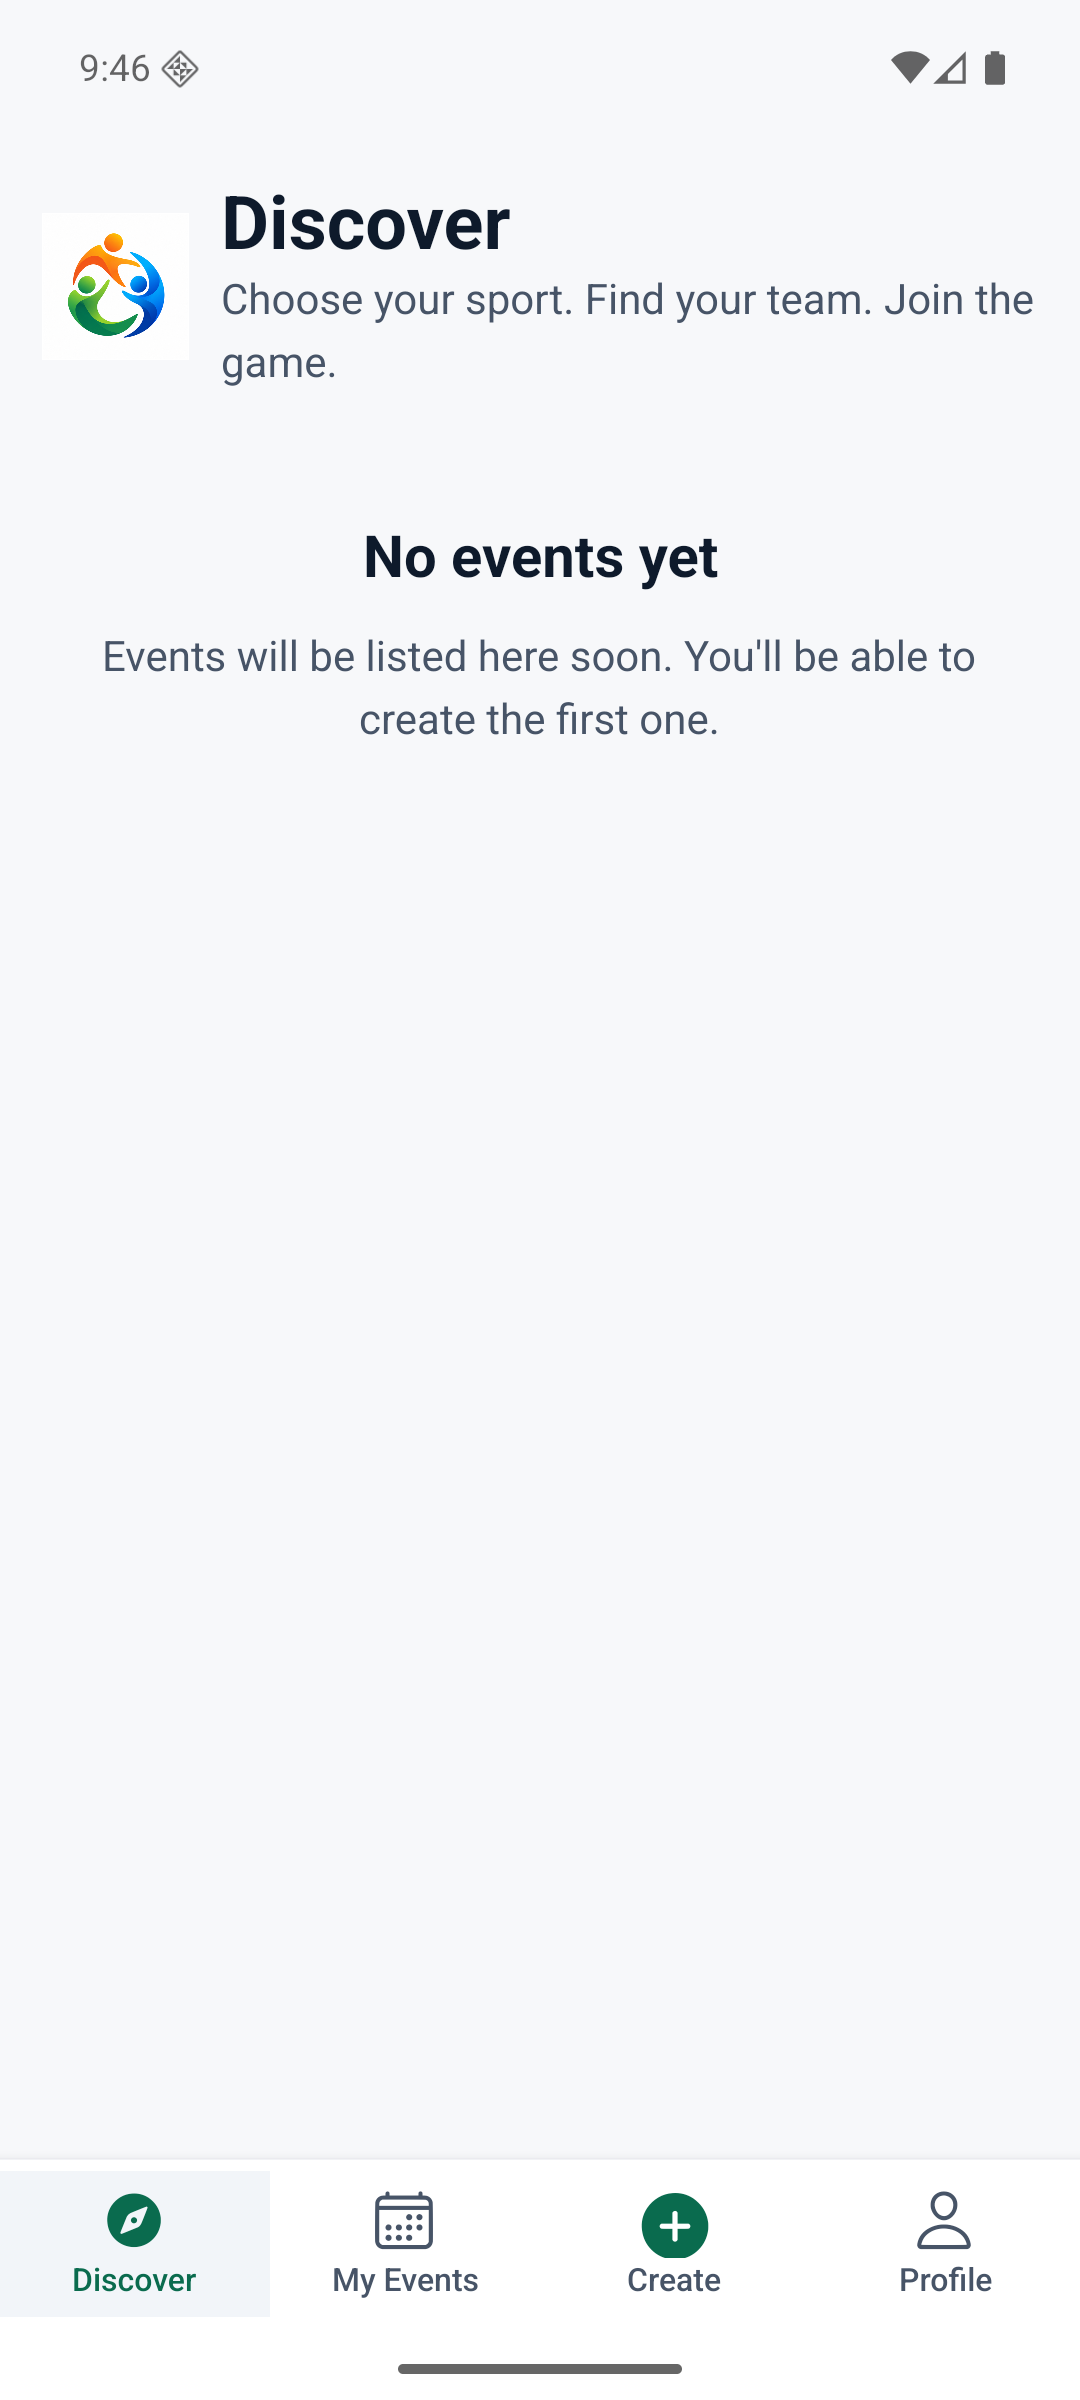 9:46
Discover
Choose your sport. Find your team. Join the
game.
No events yet
Events will be listed here soon. You'll be able to
create the first one.
Discover
My Events
Create
Profile